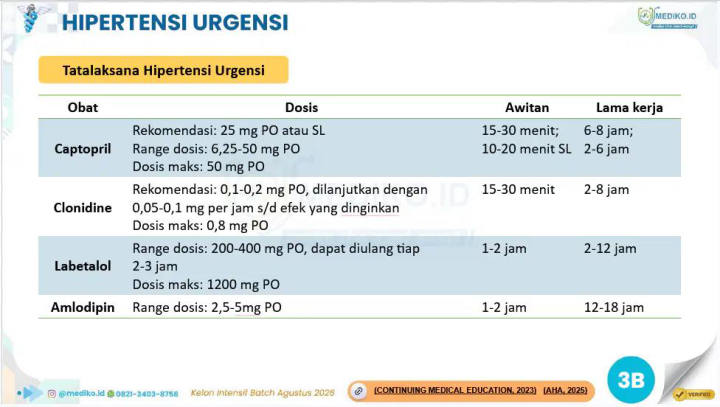 HIPERTENSI URGENSI
MEDIKO.ID
Tatalaksana Hipertensi Urgensi
Obat Dosis Awitan Lama kerja
Captopril
Rekomendasi: 25 mg PO atau SL 15-30 menit; 6-8 jam;
Range dosis: 6,25-50 mg PO 10-20 menit SL 2-6 jam
Dosis maks: 50 mg PO
Clonidine
Rekomendasi: 0,1-0,2 mg PO, dilanjutkan dengan 15-30 menit 2-8 jam
0,05-0,1 mg per jam s/d efek yang dinginkan
Dosis maks: 0,8 mg PO
Labetalol
Range dosis: 200-400 mg PO, dapat diulang tiap 1-2 jam 2-12 jam
2-3 jam
Dosis maks: 1200 mg PO
Amlodipin Range dosis: 2,5-5mg PO 1-2 jam 12-18 jam
@mediko.id 0821-3403-8756 Kelon Intensif Batch Agustus 2026
(CONTINUING MEDICAL EDUCATION, 2023) (AHA, 2025)
3B
VERIFIED